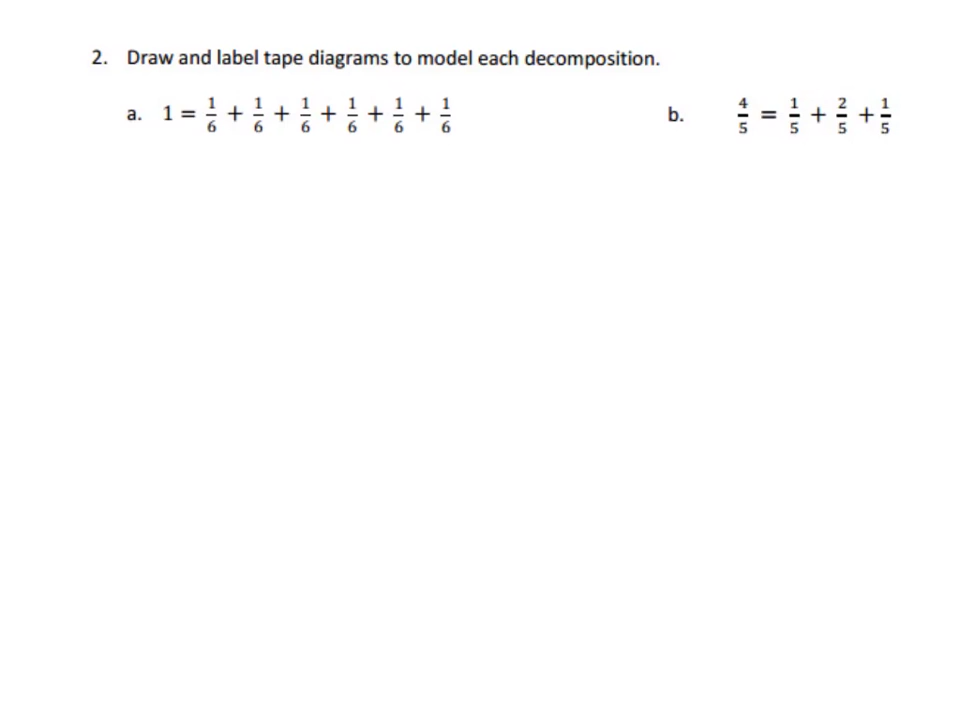 2. Draw and label tape diagrams to model each decomposition.
a. 1 = 1/6 + 1/6 + 1/6 + 1/6 + 1/6 + 1/6
b. 4/5 = 1/5 + 2/5 + 1/5